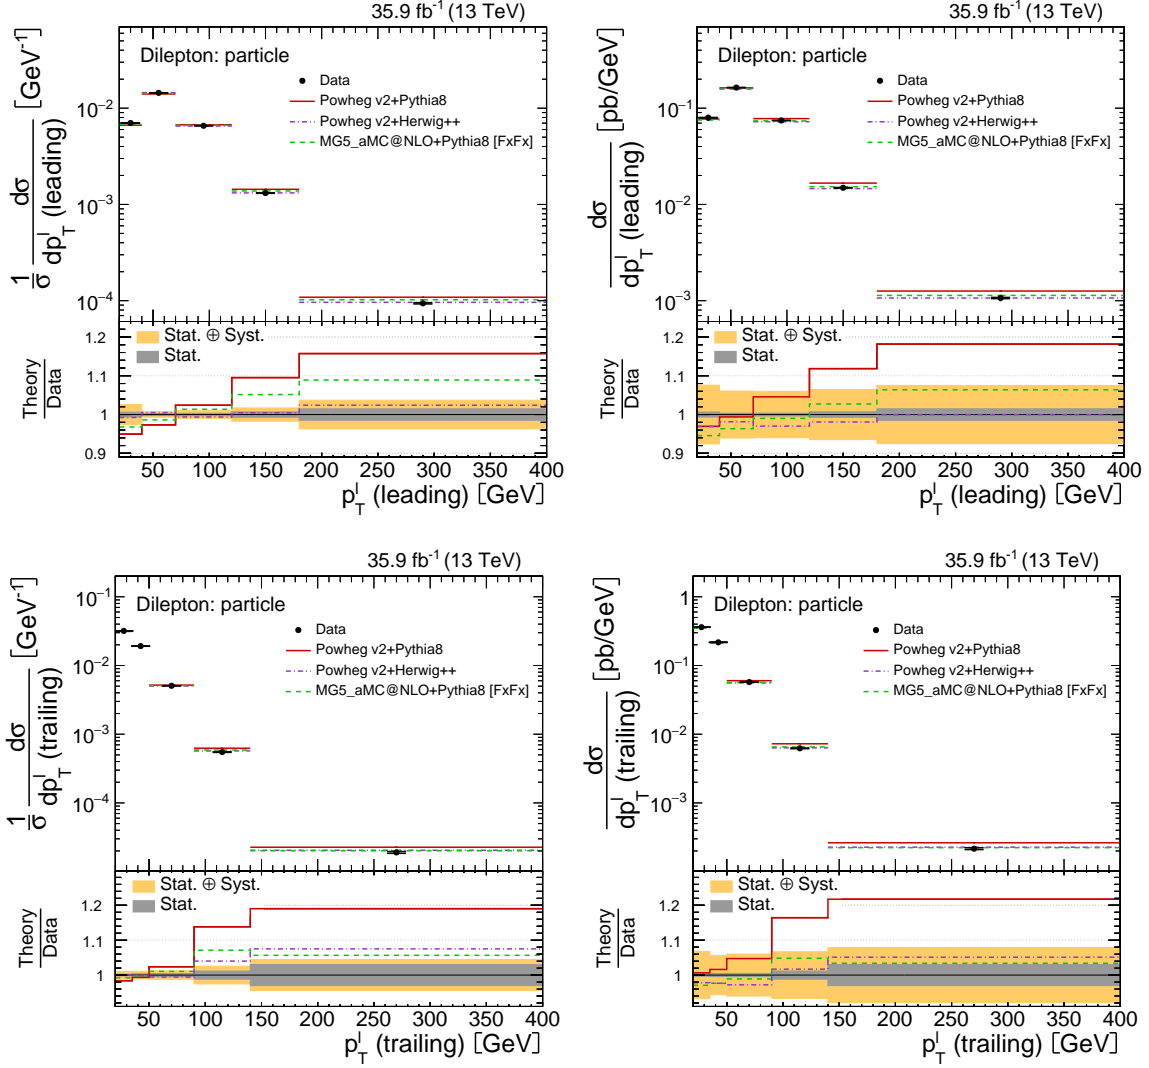 35.9 fb⁻¹ (13 TeV)
Dilepton: particle
Data
Powheg v2+Pythia8
Powheg v2+Herwig++
MG5_aMC@NLO+Pythia8 [FxFx]
1/σ dσ/dp_T^l (leading) [GeV⁻¹]
10⁻²
10⁻³
10⁻⁴
Stat. ⊕ Syst.
Stat.
Theory
Data
1.2
1.1
1
0.9
50 100 150 200 250 300 350 400
p_T^l (leading) [GeV]
35.9 fb⁻¹ (13 TeV)
Dilepton: particle
Data
Powheg v2+Pythia8
Powheg v2+Herwig++
MG5_aMC@NLO+Pythia8 [FxFx]
dσ/dp_T^l (leading) [pb/GeV]
10⁻¹
10⁻²
10⁻³
Stat. ⊕ Syst.
Stat.
Theory
Data
1.2
1.1
1
0.9
50 100 150 200 250 300 350 400
p_T^l (leading) [GeV]
35.9 fb⁻¹ (13 TeV)
Dilepton: particle
Data
Powheg v2+Pythia8
Powheg v2+Herwig++
MG5_aMC@NLO+Pythia8 [FxFx]
1/σ dσ/dp_T^l (trailing) [GeV⁻¹]
10⁻¹
10⁻²
10⁻³
10⁻⁴
Stat. ⊕ Syst.
Stat.
Theory
Data
1.2
1.1
1
50 100 150 200 250 300 350 400
p_T^l (trailing) [GeV]
35.9 fb⁻¹ (13 TeV)
Dilepton: particle
Data
Powheg v2+Pythia8
Powheg v2+Herwig++
MG5_aMC@NLO+Pythia8 [FxFx]
dσ/dp_T^l (trailing) [pb/GeV]
1
10⁻¹
10⁻²
10⁻³
Stat. ⊕ Syst.
Stat.
Theory
Data
1.2
1.1
1
50 100 150 200 250 300 350 400
p_T^l (trailing) [GeV]